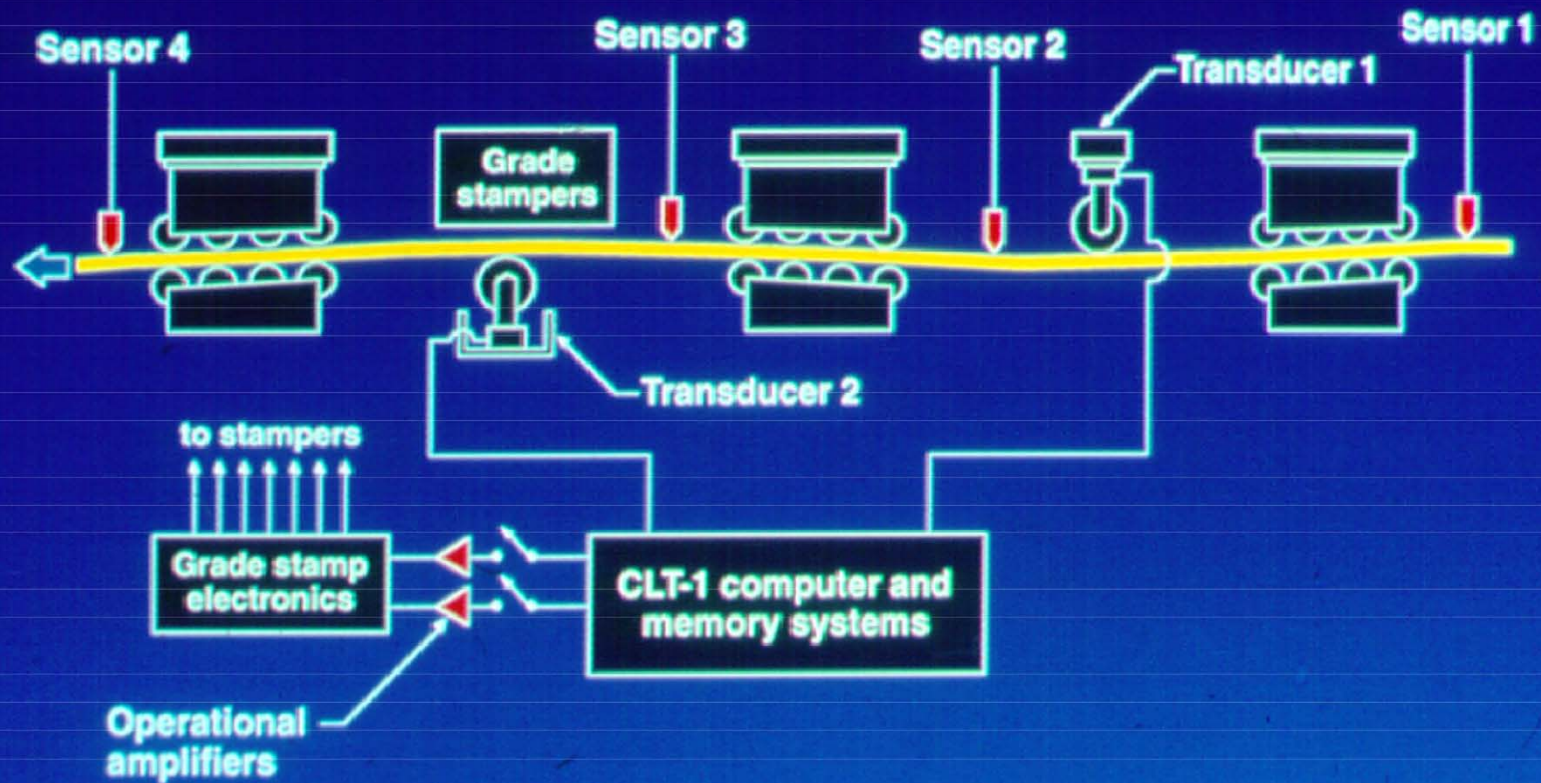 Sensor 4
Sensor 3
Sensor 2
Sensor 1
Transducer 1
Grade
stampers
Transducer 2
to stampers
Grade stamp
electronics
CLT-1 computer and
memory systems
Operational
amplifiers